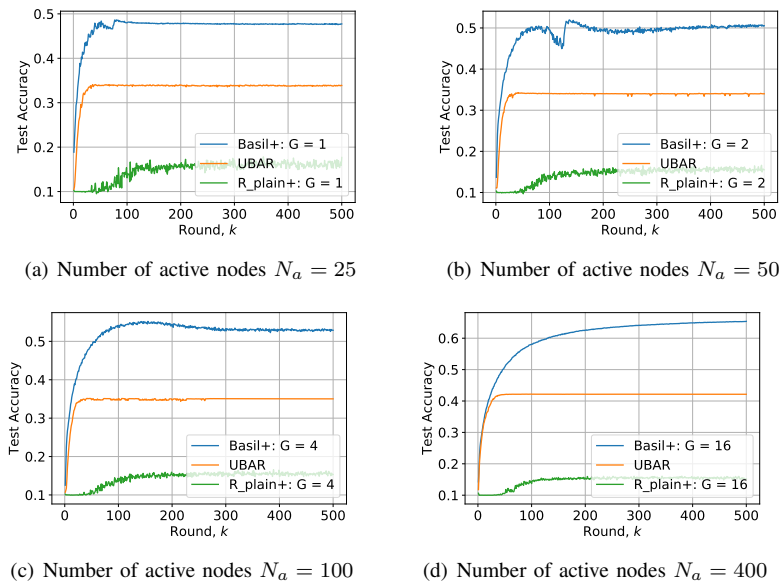 0.5
0.4
0.3
0.2
0.1
Test Accuracy
Basil+: G = 1
UBAR
R_plain+: G = 1
0 100 200 300 400 500
Round, k
(a) Number of active nodes Nₐ = 25
0.5
0.4
0.3
0.2
0.1
Test Accuracy
Basil+: G = 2
UBAR
R_plain+: G = 2
0 100 200 300 400 500
Round, k
(b) Number of active nodes Nₐ = 50
0.5
0.4
0.3
0.2
0.1
Test Accuracy
Basil+: G = 4
UBAR
R_plain+: G = 4
0 100 200 300 400 500
Round, k
(c) Number of active nodes Nₐ = 100
0.6
0.5
0.4
0.3
0.2
0.1
Test Accuracy
Basil+: G = 16
UBAR
R_plain+: G = 16
0 100 200 300 400 500
Round, k
(d) Number of active nodes Nₐ = 400